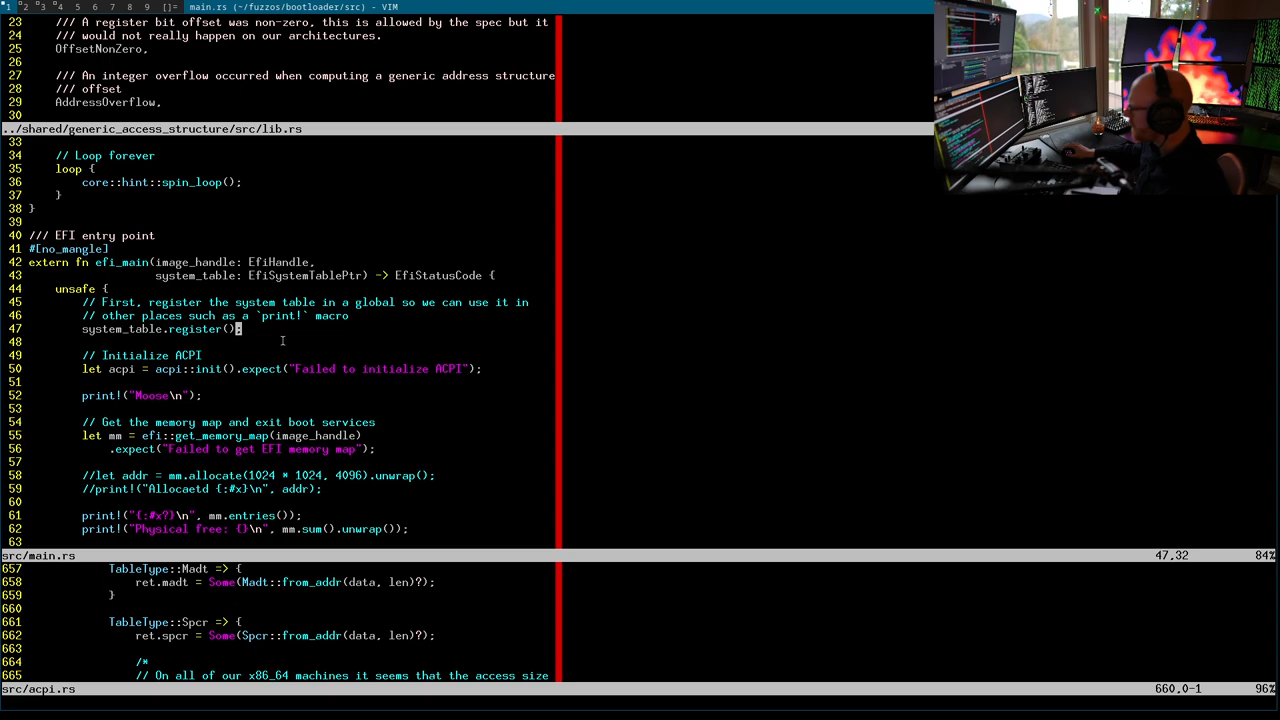 1 2 3 4 5 6 7 8 9 []= main.rs (~/fuzzos/bootloader/src) - VIM
23 /// A register bit offset was non-zero, this is allowed by the spec but it
24 /// would not really happen on our architectures.
25 OffsetNonZero,
26
27 /// An integer overflow occurred when computing a generic address structure
28 /// offset
29 AddressOverflow,
30
../shared/generic_access_structure/src/lib.rs
33
34 // Loop forever
35 loop {
36 core::hint::spin_loop();
37 }
38 }
39
40 /// EFI entry point
41 #[no_mangle]
42 extern fn efi_main(image_handle: EfiHandle,
43 system_table: EfiSystemTablePtr) -> EfiStatusCode {
44 unsafe {
45 // First, register the system table in a global so we can use it in
46 // other places such as a `print!` macro
47 system_table.register();
48
49 // Initialize ACPI
50 let acpi = acpi::init().expect("Failed to initialize ACPI");
51
52 print!("Moose\n");
53
54 // Get the memory map and exit boot services
55 let mm = efi::get_memory_map(image_handle)
56 .expect("Failed to get EFI memory map");
57
58 //let addr = mm.allocate(1024 * 1024, 4096).unwrap();
59 //print!("Allocaetd {:#x}\n", addr);
60
61 print!("{:#x?}\n", mm.entries());
62 print!("Physical free: {}\n", mm.sum().unwrap());
63
src/main.rs 47,32 84%
657 TableType::Madt => {
658 ret.madt = Some(Madt::from_addr(data, len)?);
659 }
660
661 TableType::Spcr => {
662 ret.spcr = Some(Spcr::from_addr(data, len)?);
663
664 /*
665 // On all of our x86_64 machines it seems that the access size
src/acpi.rs 660,0-1 96%